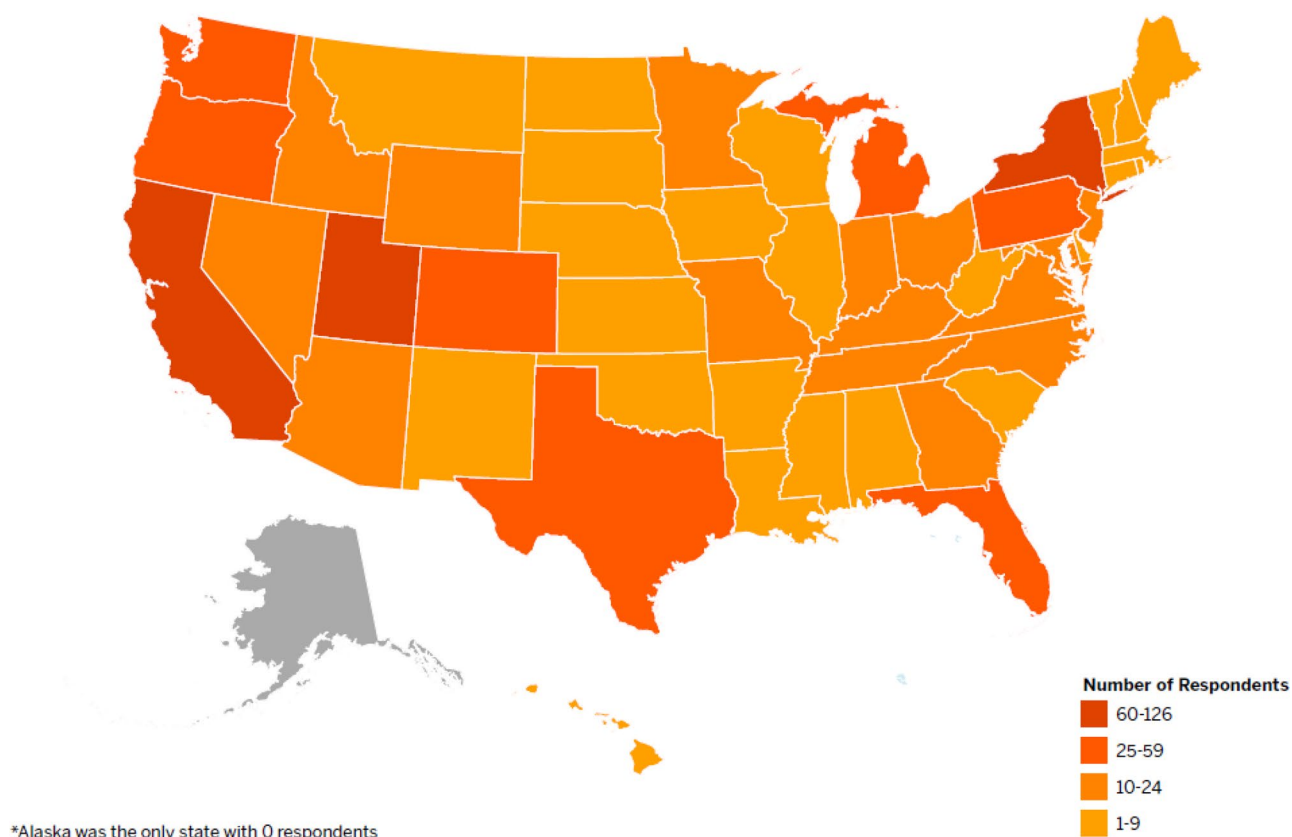 Number of Respondents
60-126
25-59
10-24
1-9
*Alaska was the only state with 0 respondents